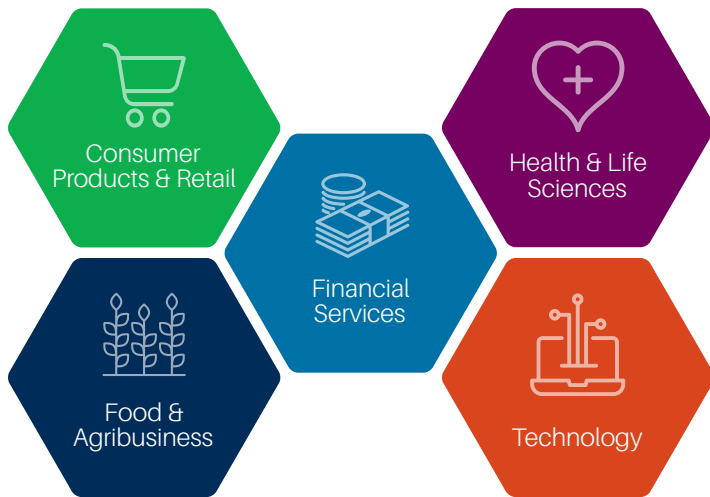 Consumer
Products & Retail
Health & Life
Sciences
Financial
Services
Food &
Agribusiness
Technology